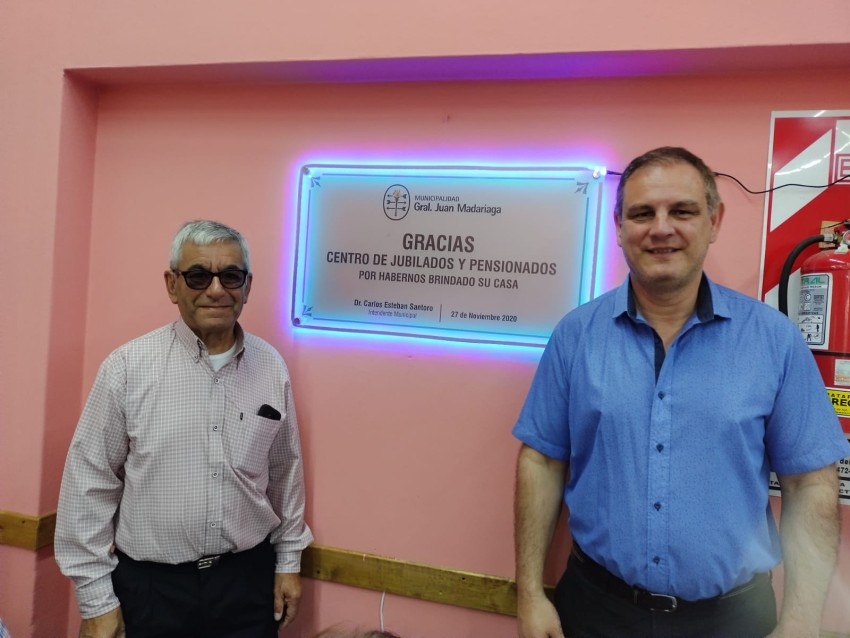 MUNICIPALIDAD
Gral. Juan Madariaga
GRACIAS
CENTRO DE JUBILADOS Y PENSIONADOS
POR HABERNOS BRINDADO SU CASA
Dr. Carlos Esteban Santoro
Intendente Municipal
27 de Noviembre 2020